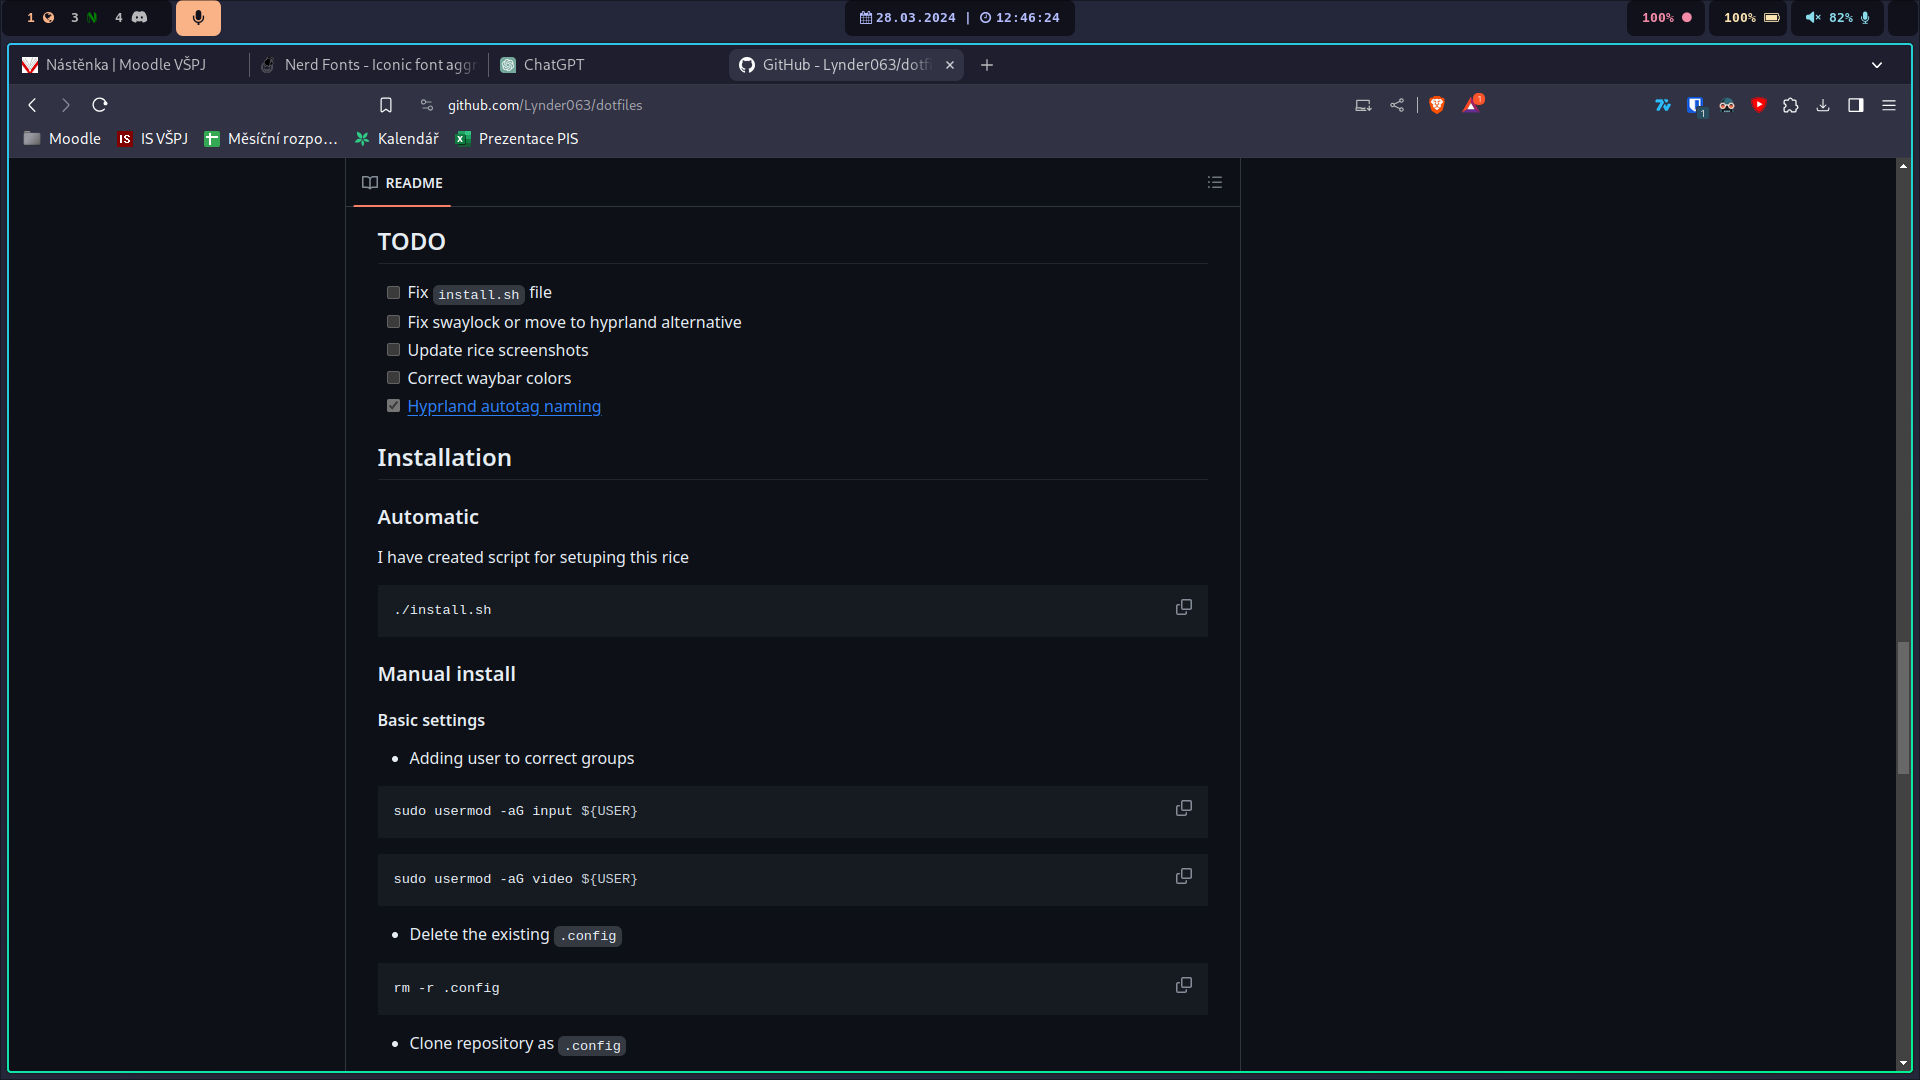 1 3 4
28.03.2024 | 12:46:24
100% 100% 82%
Nástěnka | Moodle VŠPJ
Nerd Fonts - Iconic font aggr
ChatGPT
GitHub - Lynder063/dotfi
github.com/Lynder063/dotfiles
1
1
Moodle
IS IS VŠPJ
Měsíční rozpo...
Kalendář
Prezentace PIS
README
TODO
Fix install.sh file
Fix swaylock or move to hyprland alternative
Update rice screenshots
Correct waybar colors
Hyprland autotag naming
Installation
Automatic
I have created script for setuping this rice
./install.sh
Manual install
Basic settings
Adding user to correct groups
sudo usermod -aG input ${USER}
sudo usermod -aG video ${USER}
Delete the existing .config
rm -r .config
Clone repository as .config